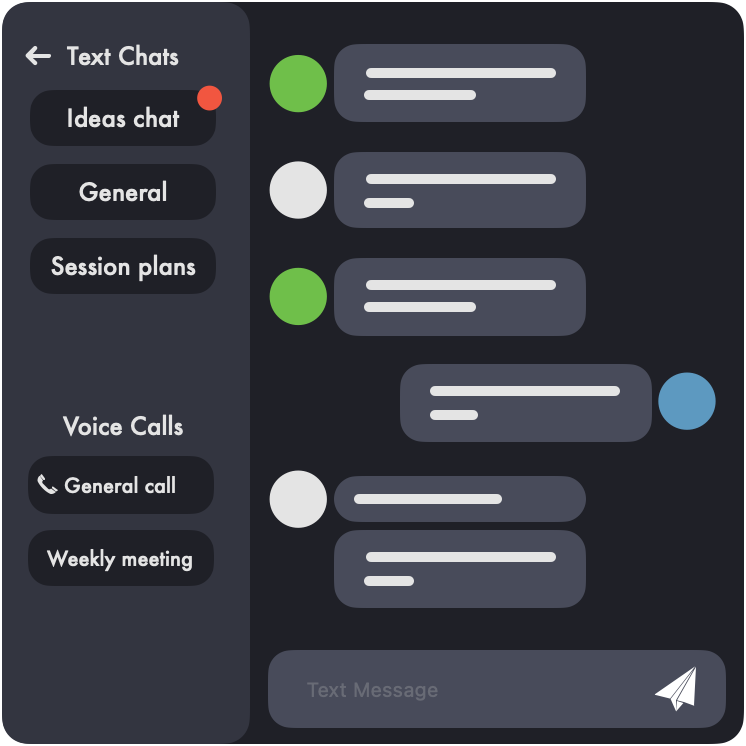 Text Chats
Ideas chat
General
Session plans
Voice Calls
General call
Weekly meeting
Text Message